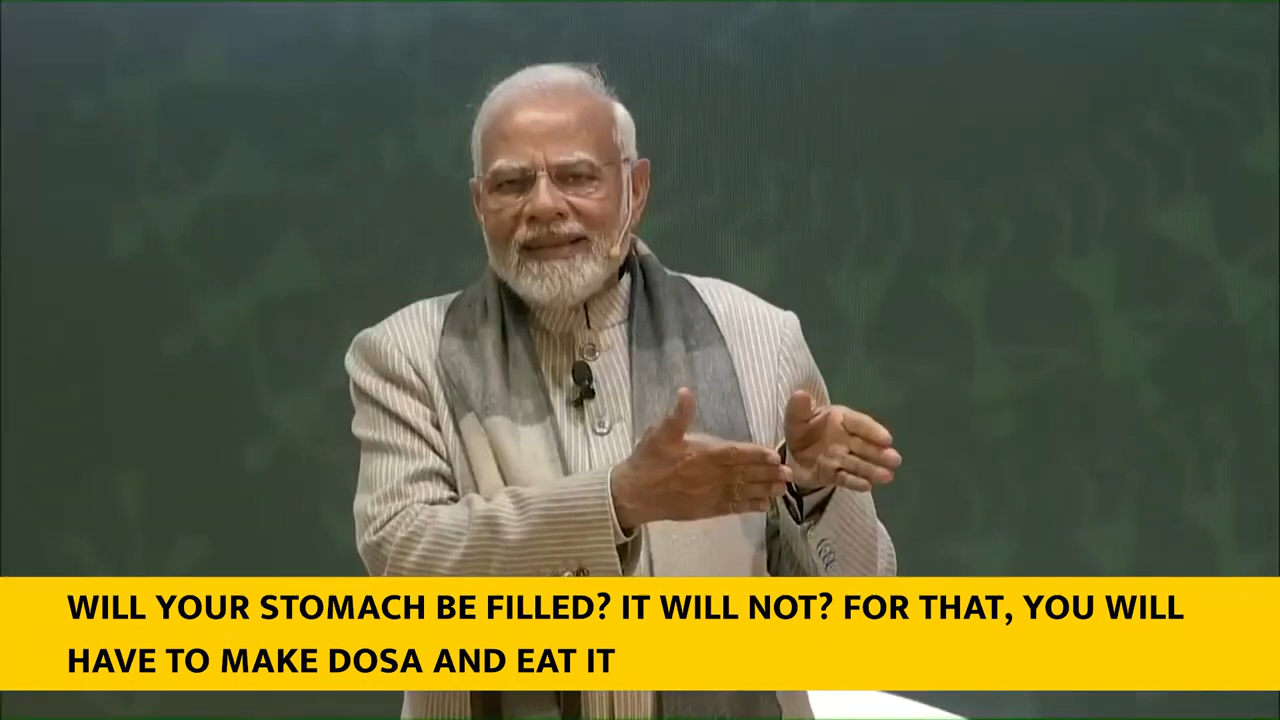 WILL YOUR STOMACH BE FILLED? IT WILL NOT? FOR THAT, YOU WILL
HAVE TO MAKE DOSA AND EAT IT